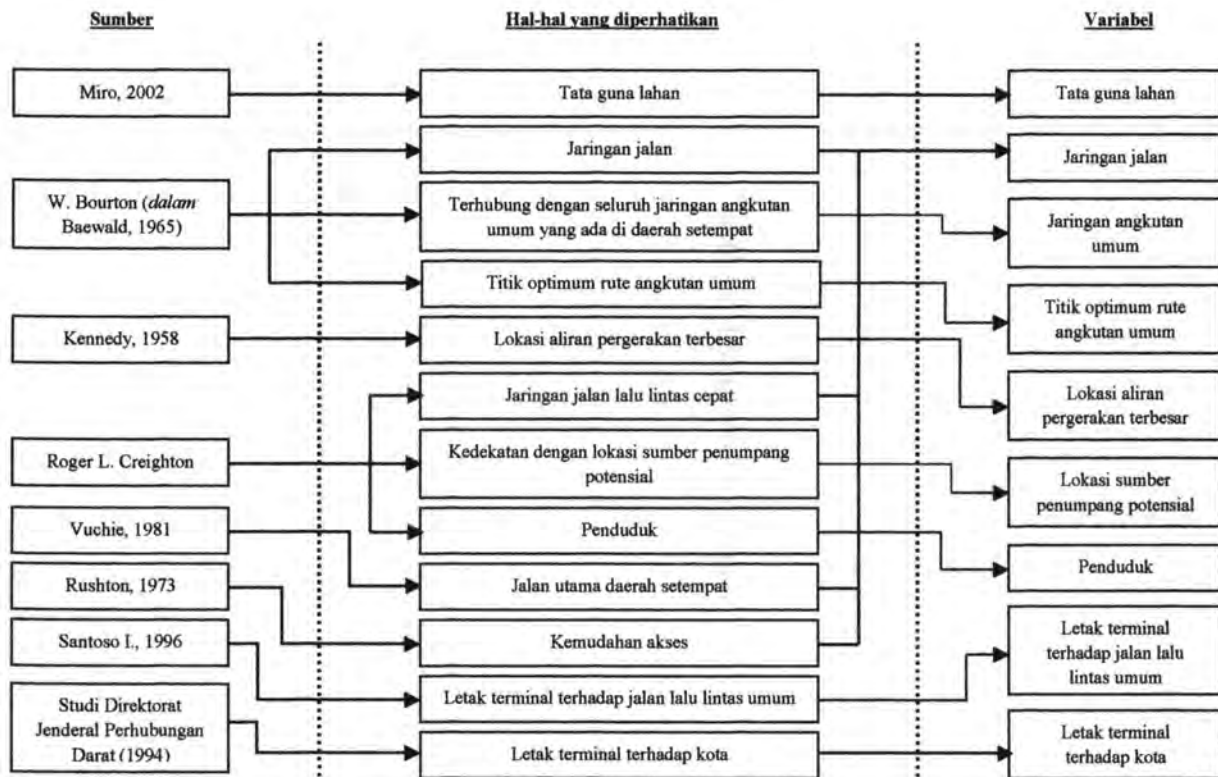 Sumber
Hal-hal yang diperhatikan
Variabel
Miro, 2002
Tata guna lahan
Tata guna lahan
Jaringan jalan
Jaringan jalan
W. Bourton (dalam
Baewald, 1965)
Terhubung dengan seluruh jaringan angkutan
umum yang ada di daerah setempat
Jaringan angkutan
umum
Titik optimum rute angkutan umum
Titik optimum rute
angkutan umum
Kennedy, 1958
Lokasi aliran pergerakan terbesar
Lokasi aliran
pergerakan terbesar
Jaringan jalan lalu lintas cepat
Roger L. Creighton
Kedekatan dengan lokasi sumber penumpang
potensial
Lokasi sumber
penumpang potensial
Vuchie, 1981
Penduduk
Penduduk
Rushton, 1973
Jalan utama daerah setempat
Santoso I., 1996
Kemudahan akses
Letak terminal
terhadap jalan lalu
lintas umum
Studi Direktorat
Jenderal Perhubungan
Darat (1994)
Letak terminal terhadap jalan lalu lintas umum
Letak terminal terhadap kota
Letak terminal
terhadap kota